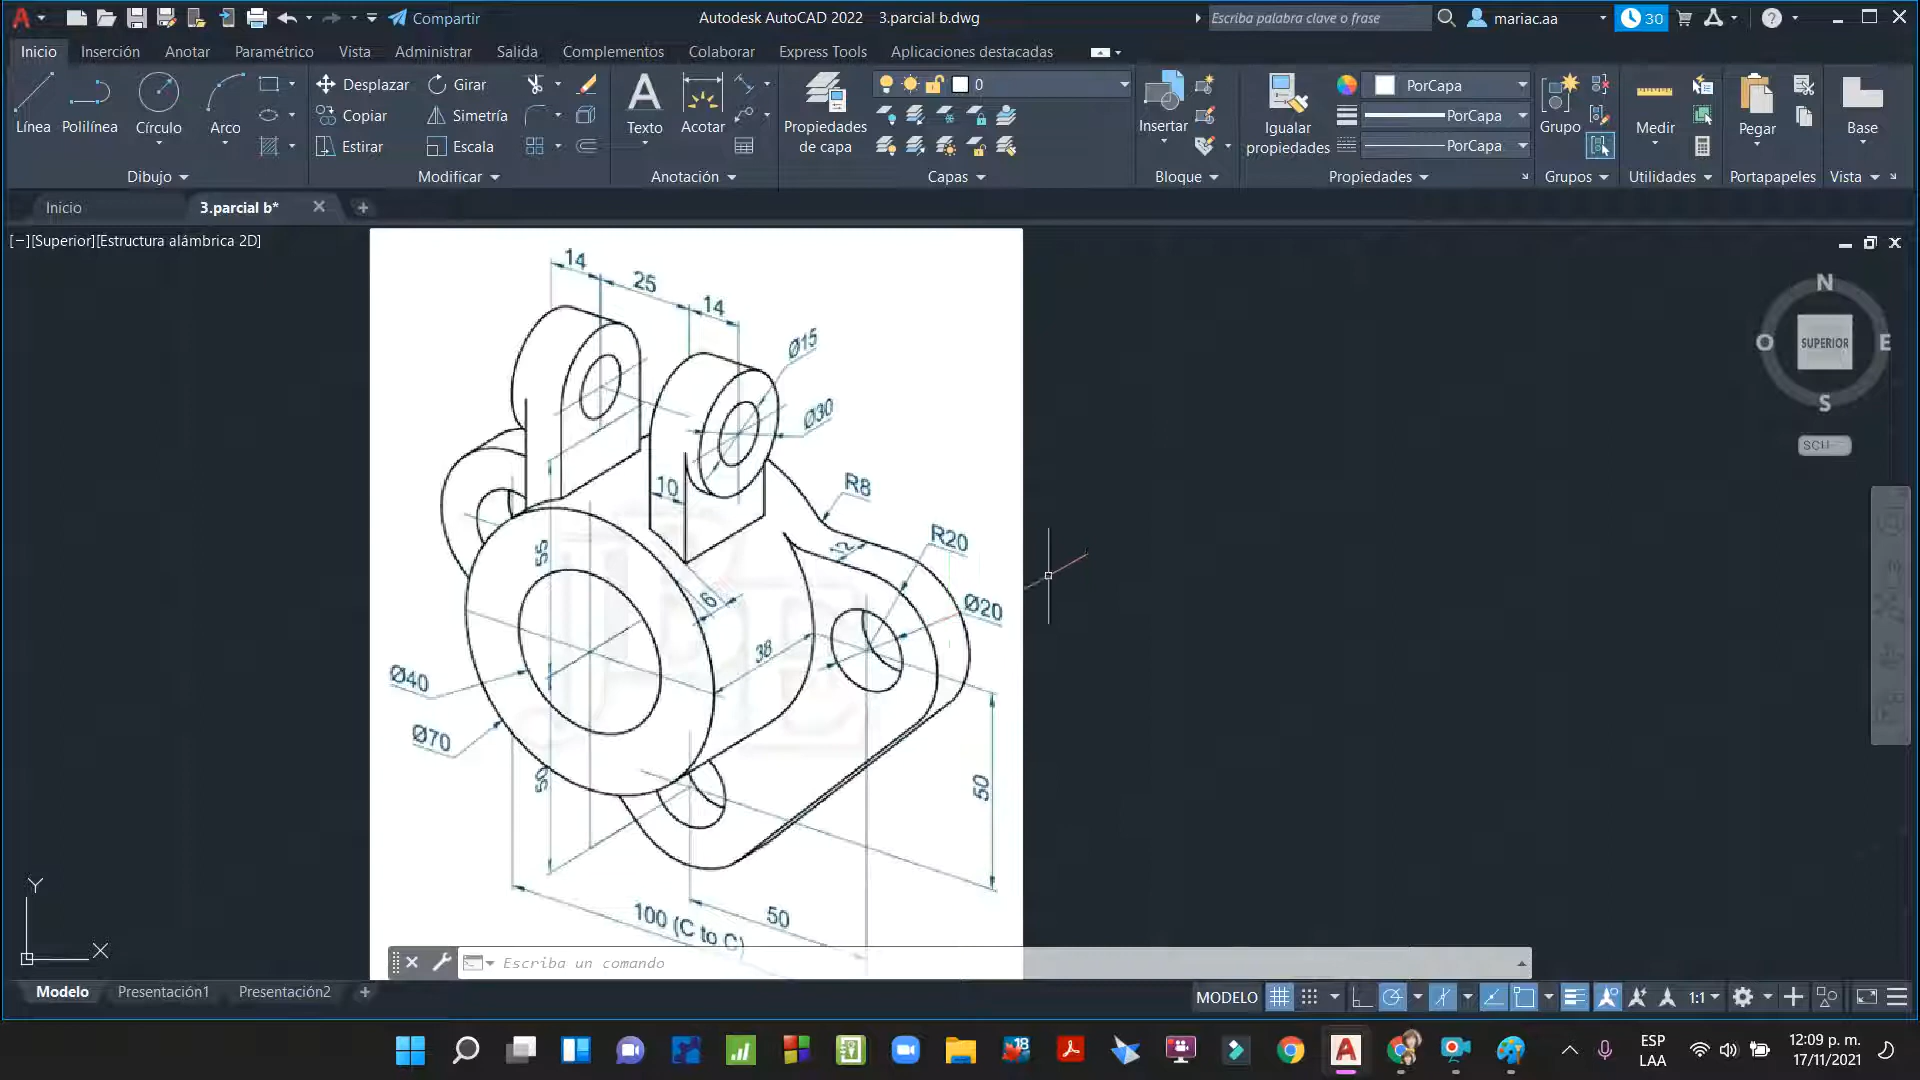 Compartir
Autodesk AutoCAD 2022 3.parcial b.dwg
Escriba palabra clave o frase
mariac.aa
30
Inicio Inserción Anotar Paramétrico Vista Administrar Salida Complementos Colaborar Express Tools Aplicaciones destacadas
Línea Polilínea Círculo Arco
Desplazar Girar
Copiar Simetría
Estirar Escala
Texto Acotar
Propiedades de capa
0
Insertar
Igualar propiedades
PorCapa
PorCapa
PorCapa
Grupo
Medir
Pegar
Base
Dibujo Modificar Anotación Capas Bloque Propiedades Grupos Utilidades Portapapeles Vista
Inicio 3.parcial b*
[−][Superior][Estructura alámbrica 2D]
N
O SUPERIOR E
S
SCU
14
25
14
Ø15
Ø30
10
R8
R20
12
55
6
Ø20
38
Ø40
Ø70
50
50
50
100 (C to C)
Y
X
Escriba un comando
Modelo Presentación1 Presentación2
MODELO
1:1
18
ESP
LAA
12:09 p. m.
17/11/2021